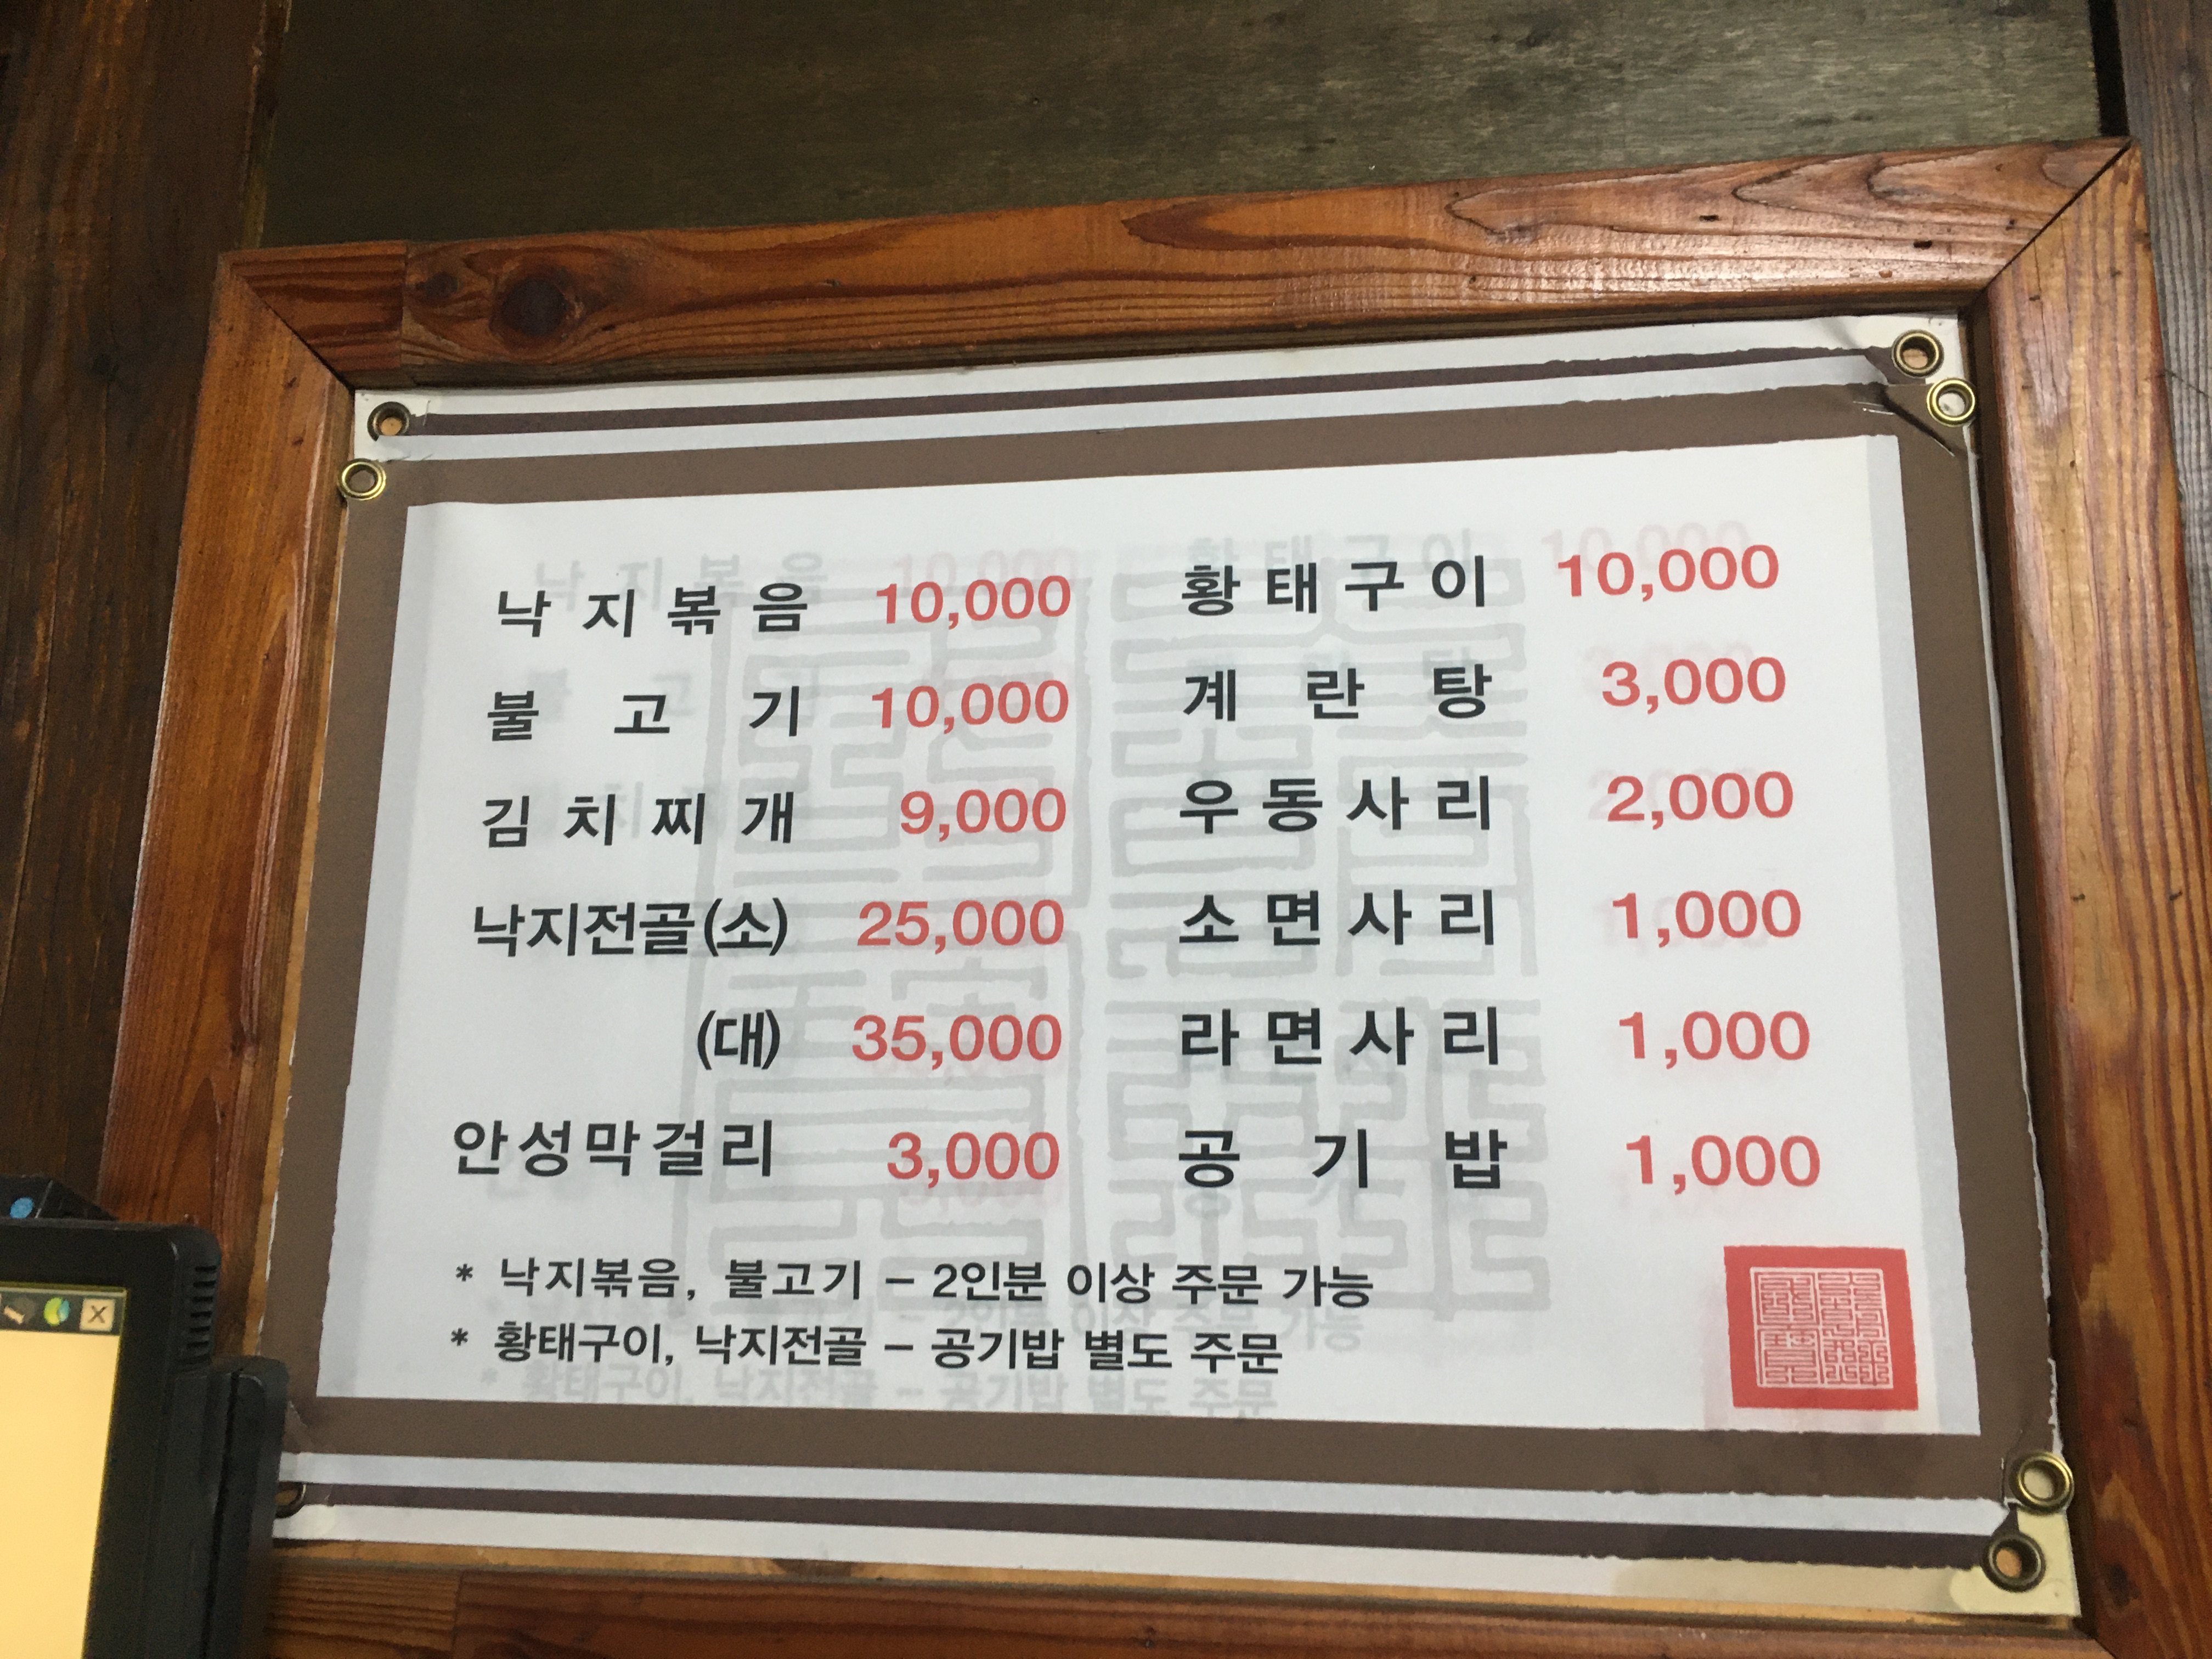 낙지볶음 10,000
불고기 10,000
김치찌개 9,000
낙지전골(소) 25,000
(대) 35,000
안성막걸리 3,000
황태구이 10,000
계란탕 3,000
우동사리 2,000
소면사리 1,000
라면사리 1,000
공기밥 1,000
* 낙지볶음, 불고기 - 2인분 이상 주문 가능
* 황태구이, 낙지전골 - 공기밥 별도 주문